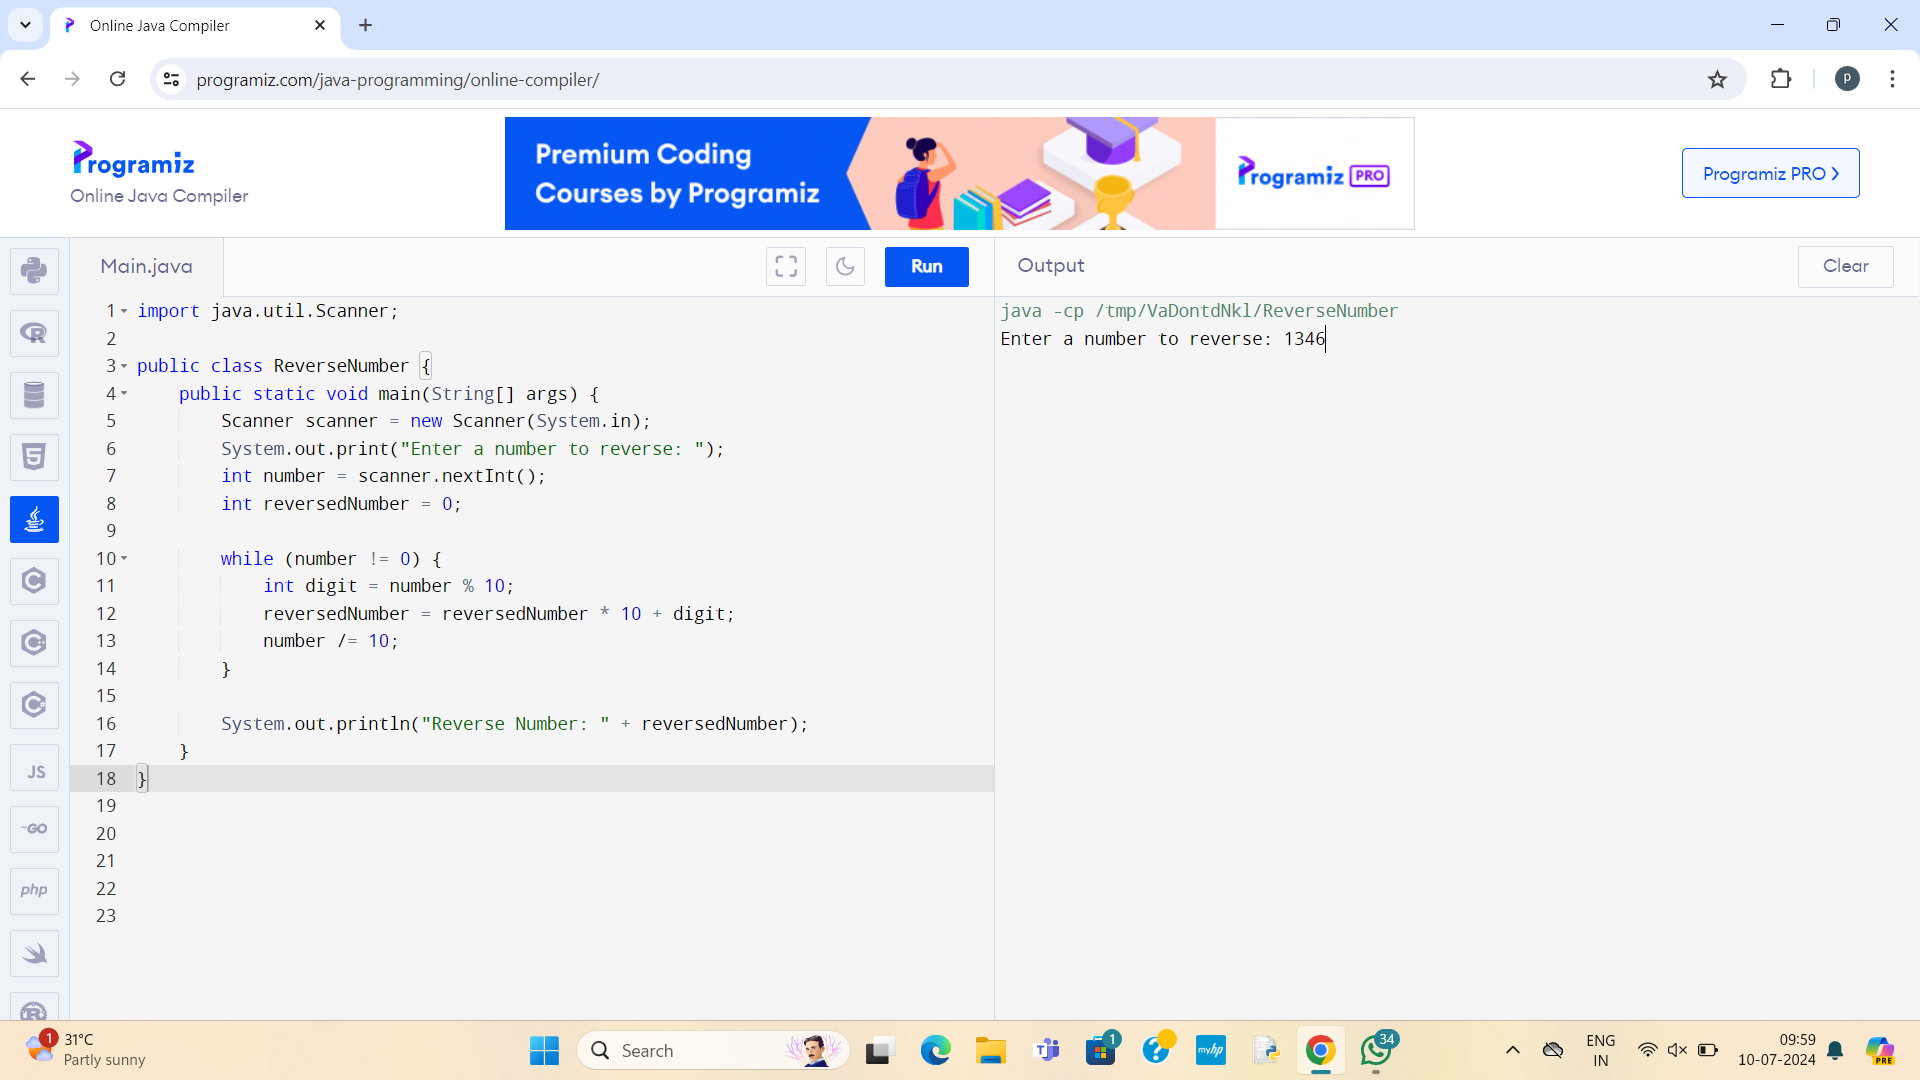 Online Java Compiler
programiz.com/java-programming/online-compiler/
P
Programiz
Online Java Compiler
Premium Coding
Courses by Programiz
Programiz PRO
Programiz PRO ›
Main.java
Run
Output
Clear
1 import java.util.Scanner;
2
3 public class ReverseNumber {
4     public static void main(String[] args) {
5         Scanner scanner = new Scanner(System.in);
6         System.out.print("Enter a number to reverse: ");
7         int number = scanner.nextInt();
8         int reversedNumber = 0;
9
10         while (number != 0) {
11             int digit = number % 10;
12             reversedNumber = reversedNumber * 10 + digit;
13             number /= 10;
14         }
15
16         System.out.println("Reverse Number: " + reversedNumber);
17     }
18 }
19
20
21
22
23
java -cp /tmp/VaDontdNkl/ReverseNumber
Enter a number to reverse: 1346
R
5
C
C
C
JS
GO
php
R
1
31°C
Partly sunny
Search
T
1
?
myhp
34
ENG
IN
09:59
10-07-2024
PRE